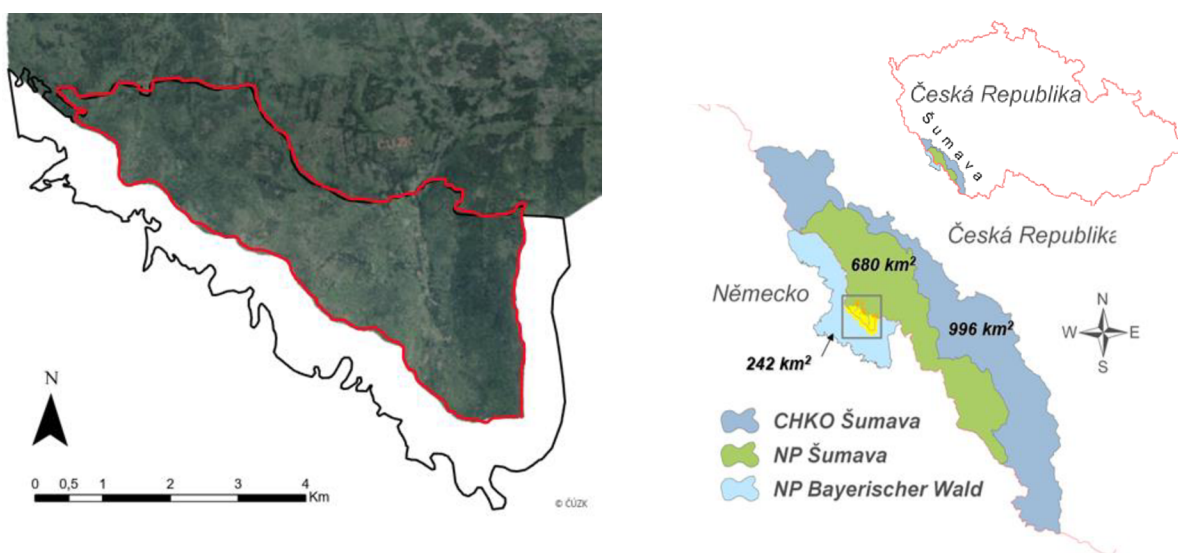 ČÚZK
N
0 0,5 1 2 3 4
Km
© ČÚZK
Česká Republika
Šumava
Česká Republika
680 km²
Německo
996 km²
242 km²
N
W E
S
CHKO Šumava
NP Šumava
NP Bayerischer Wald